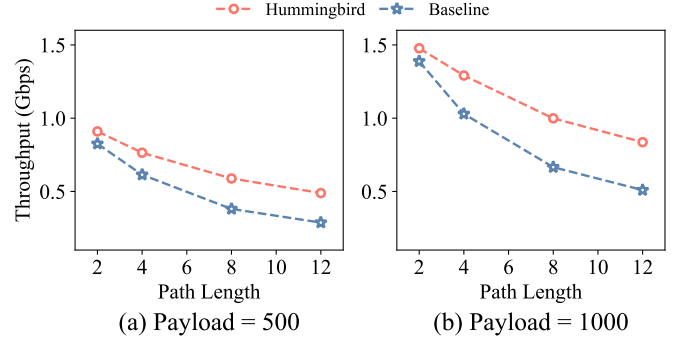 Hummingbird Baseline
Throughput (Gbps)
1.5
1.0
0.5
2 4 6 8 10 12
Path Length
(a) Payload = 500
1.5
1.0
0.5
2 4 6 8 10 12
Path Length
(b) Payload = 1000